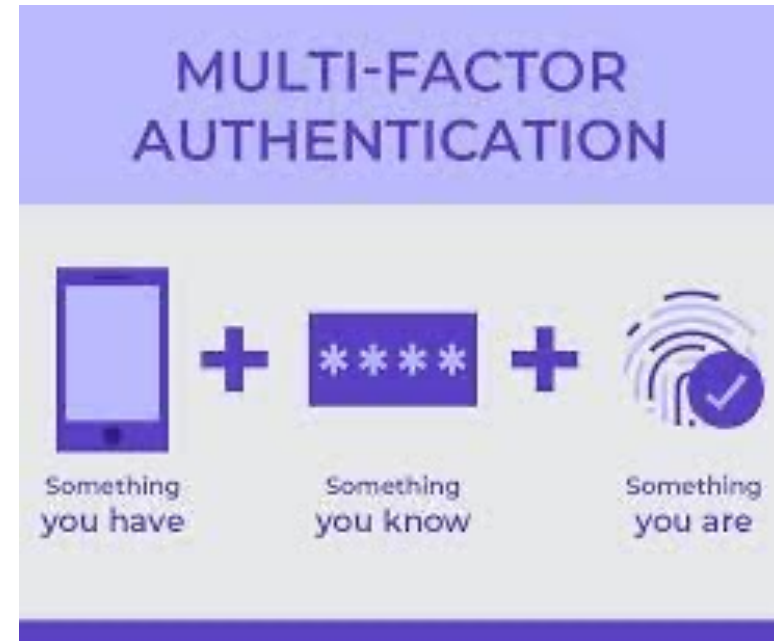 MULTI-FACTOR
AUTHENTICATION
****
Something
you have
Something
you know
Something
you are